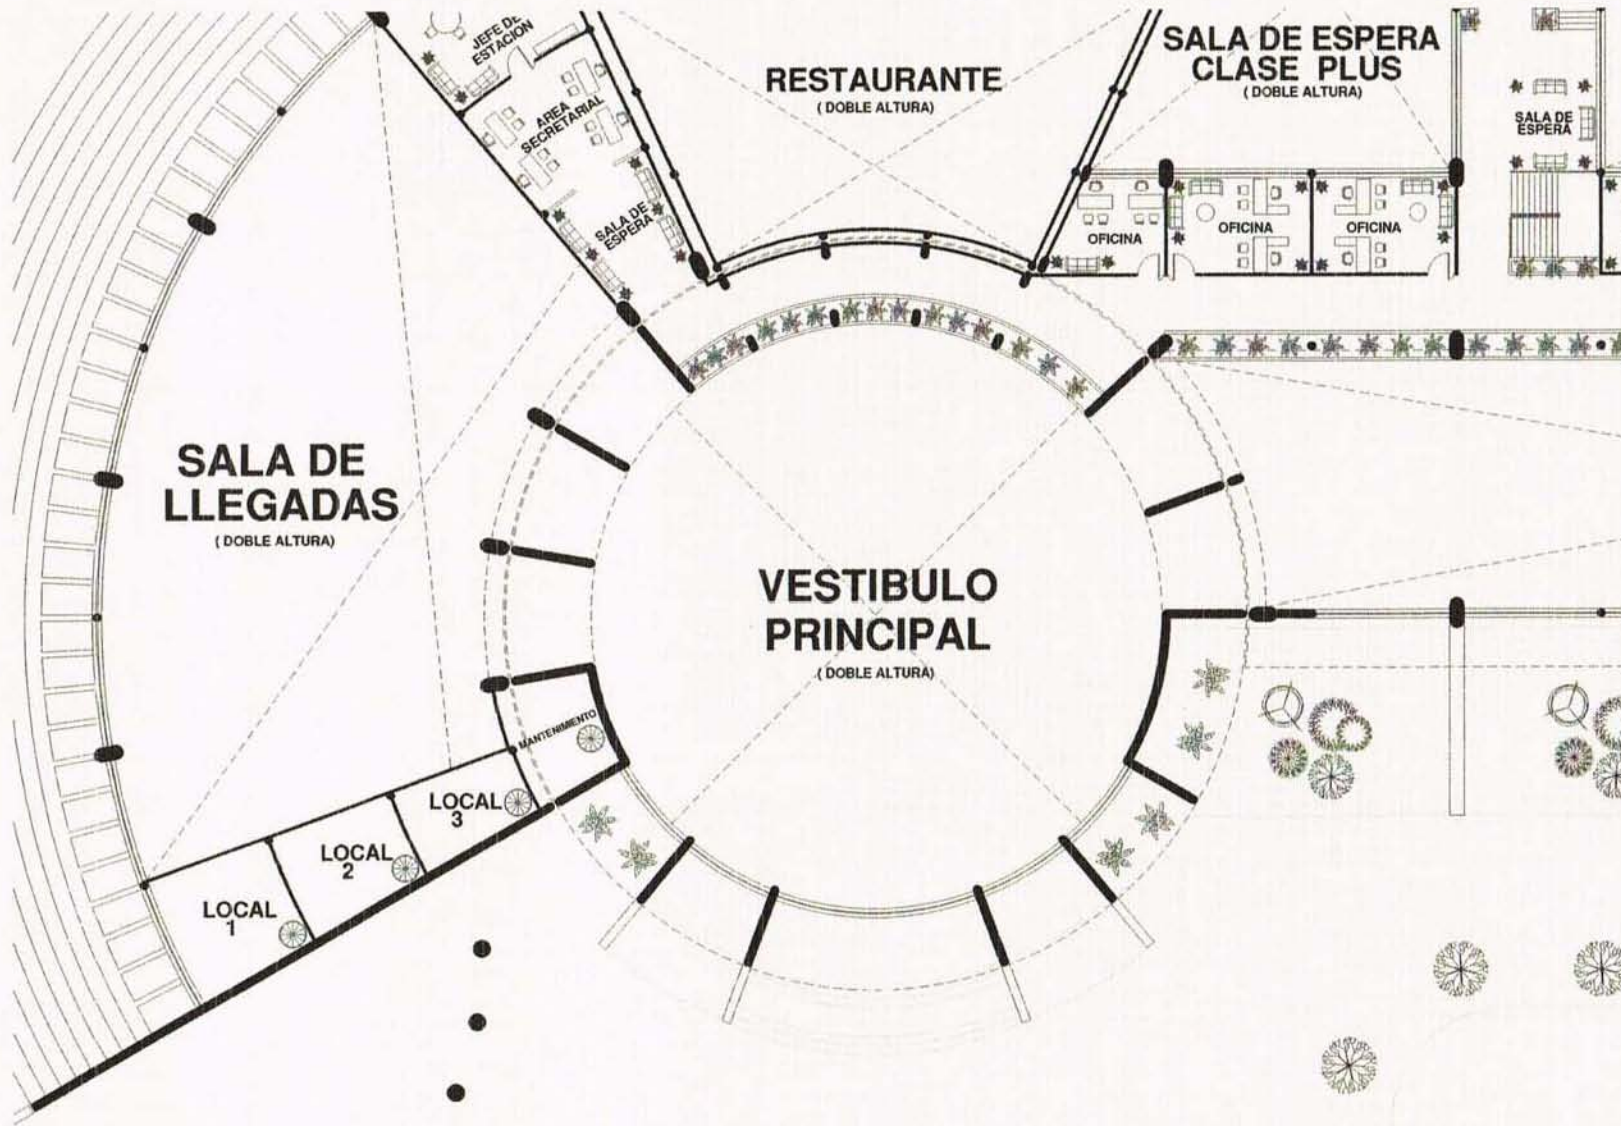 JEFE DE
ESTACION
AREA
SECRETARIAL
SALA DE
ESPERA
RESTAURANTE
( DOBLE ALTURA)
SALA DE ESPERA
CLASE PLUS
( DOBLE ALTURA)
SALA DE
ESPERA
OFICINA
OFICINA
OFICINA
SALA DE
LLEGADAS
( DOBLE ALTURA)
VESTIBULO
PRINCIPAL
( DOBLE ALTURA)
MANTENIMIENTO
LOCAL
3
LOCAL
2
LOCAL
1